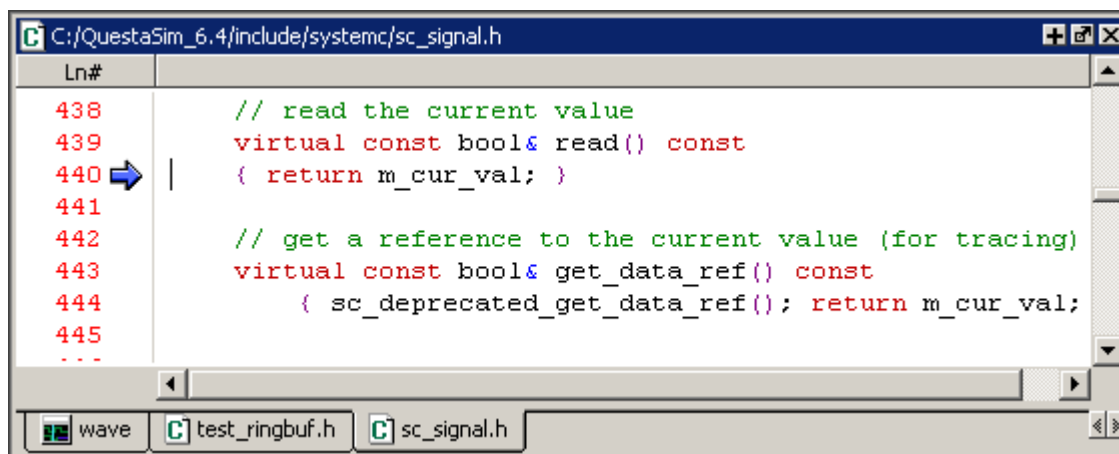 C:/QuestaSim_6.4/include/systemc/sc_signal.h
Ln#
438 // read the current value
439 virtual const bool& read() const
440 { return m_cur_val; }
441
442 // get a reference to the current value (for tracing)
443 virtual const bool& get_data_ref() const
444 { sc_deprecated_get_data_ref(); return m_cur_val;
445
wave test_ringbuf.h sc_signal.h